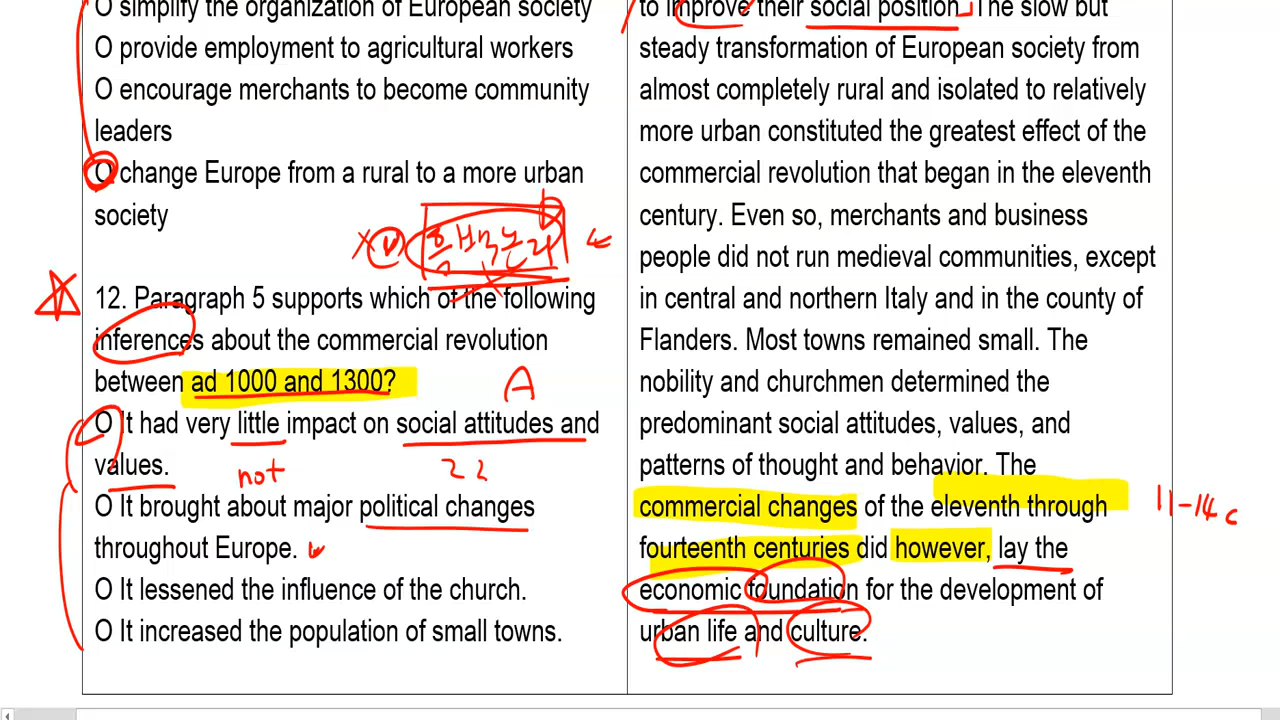 O simplify the organization of European society
O provide employment to agricultural workers
O encourage merchants to become community
leaders
O change Europe from a rural to a more urban
society
흑백논리
12. Paragraph 5 supports which of the following
inferences about the commercial revolution
between ad 1000 and 1300?
A
O It had very little impact on social attitudes and
values.
not
O It brought about major political changes
throughout Europe.
O It lessened the influence of the church.
O It increased the population of small towns.
to improve their social position. The slow but
steady transformation of European society from
almost completely rural and isolated to relatively
more urban constituted the greatest effect of the
commercial revolution that began in the eleventh
century. Even so, merchants and business
people did not run medieval communities, except
in central and northern Italy and in the county of
Flanders. Most towns remained small. The
nobility and churchmen determined the
predominant social attitudes, values, and
patterns of thought and behavior. The
commercial changes of the eleventh through
11-14c
fourteenth centuries did however, lay the
economic foundation for the development of
urban life and culture.